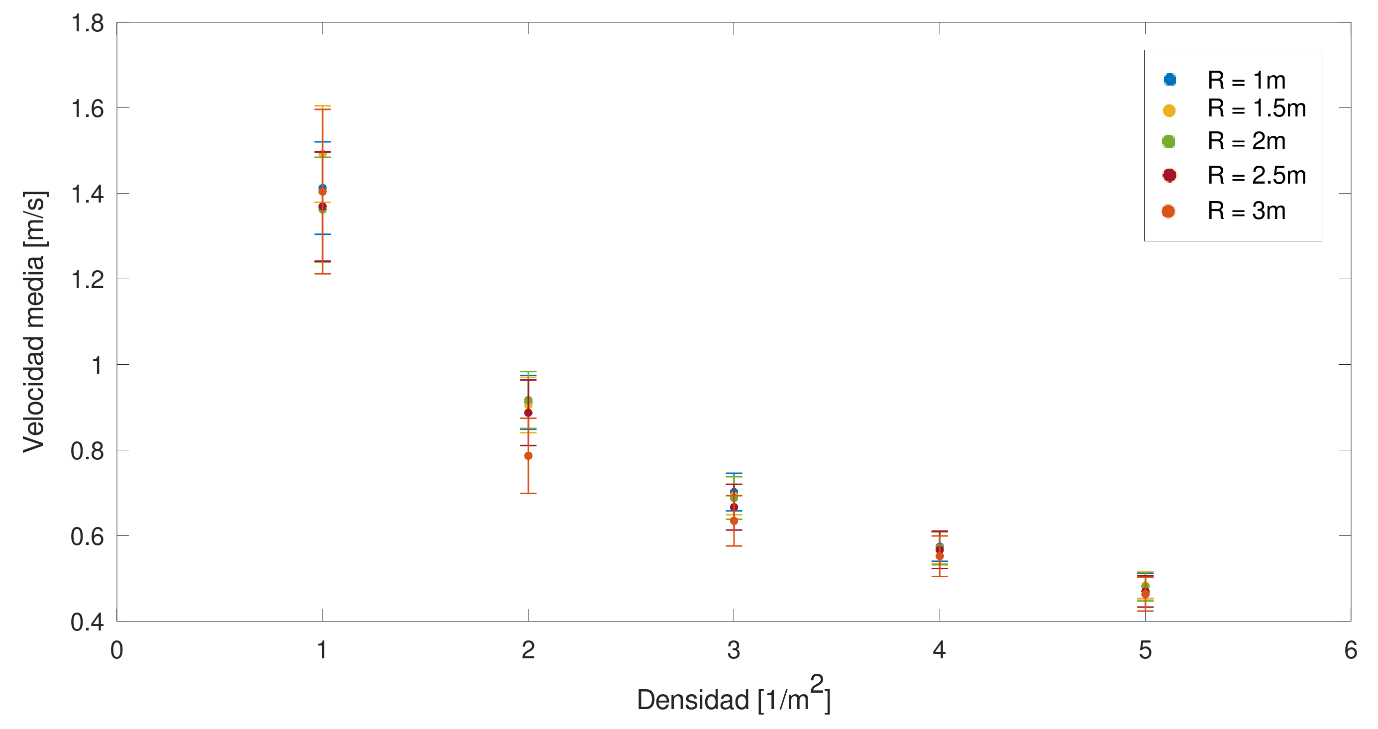 1.8
1.6
1.4
1.2
1
0.8
0.6
0.4
Velocidad media [m/s]
0 1 2 3 4 5 6
Densidad [1/m²]
R = 1m
R = 1.5m
R = 2m
R = 2.5m
R = 3m